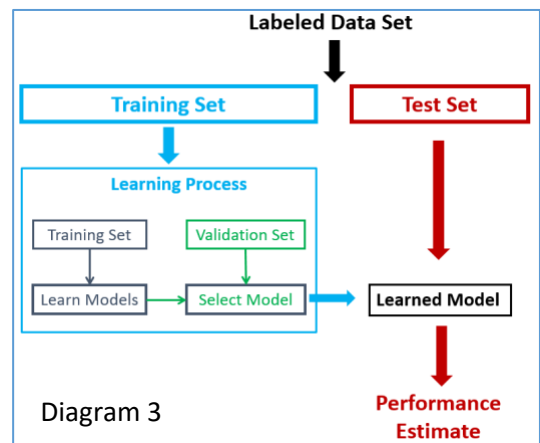 Labeled Data Set
Training Set
Test Set
Learning Process
Training Set
Validation Set
Learn Models
Select Model
Learned Model
Performance
Estimate
Diagram 3